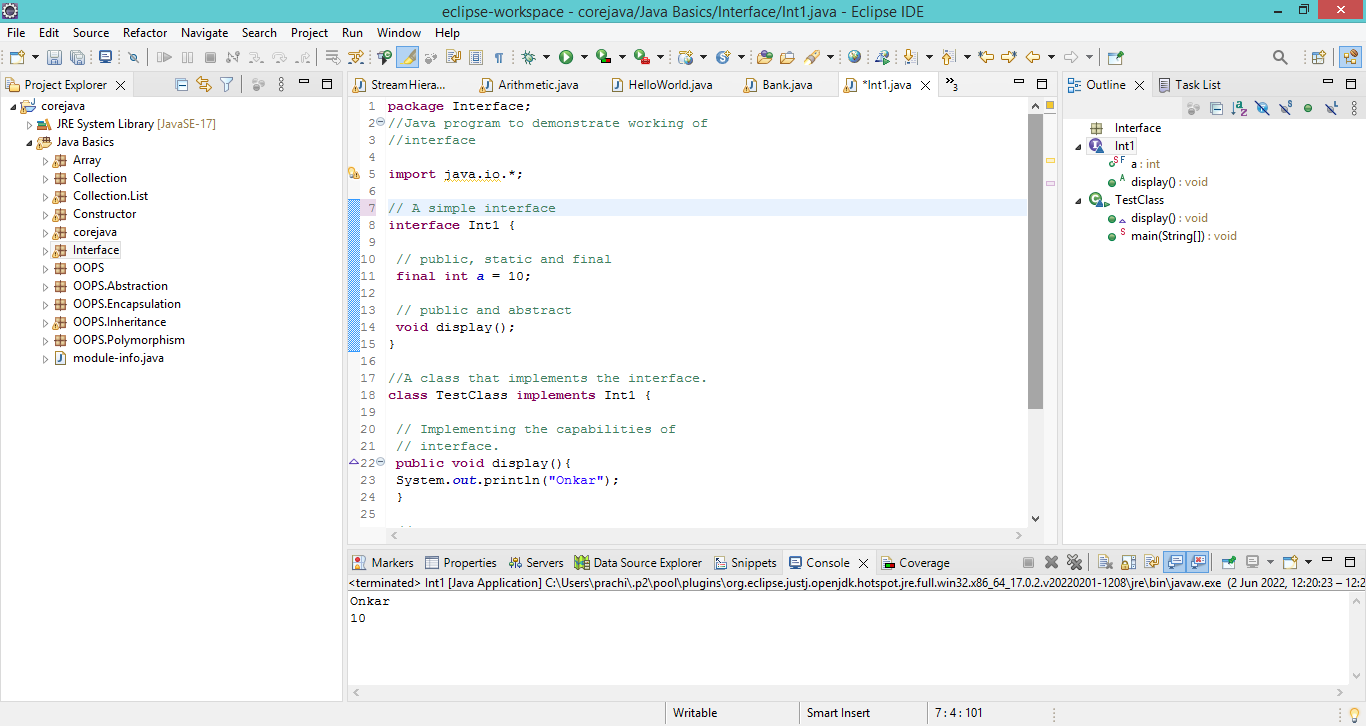 eclipse-workspace - corejava/Java Basics/Interface/Int1.java - Eclipse IDE
File Edit Source Refactor Navigate Search Project Run Window Help
Project Explorer
corejava
JRE System Library [JavaSE-17]
Java Basics
Array
Collection
Collection.List
Constructor
corejava
Interface
OOPS
OOPS.Abstraction
OOPS.Encapsulation
OOPS.Inheritance
OOPS.Polymorphism
module-info.java
StreamHiera... Arithmetic.java HelloWorld.java Bank.java *Int1.java »3
1 package Interface;
2 //Java program to demonstrate working of
3 //interface
4
5 import java.io.*;
6
7 // A simple interface
8 interface Int1 {
9
10 // public, static and final
11 final int a = 10;
12
13 // public and abstract
14 void display();
15 }
16
17 //A class that implements the interface.
18 class TestClass implements Int1 {
19
20 // Implementing the capabilities of
21 // interface.
22 public void display(){
23 System.out.println("Onkar");
24 }
25
Outline Task List
Interface
Int1
a : int
display() : void
TestClass
display() : void
main(String[]) : void
Markers Properties Servers Data Source Explorer Snippets Console Coverage
<terminated> Int1 [Java Application] C:\Users\prachi\.p2\pool\plugins\org.eclipse.justj.openjdk.hotspot.jre.full.win32.x86_64_17.0.2.v20220201-1208\jre\bin\javaw.exe (2 Jun 2022, 12:20:23 – 12:2
Onkar
10
Writable Smart Insert 7 : 4 : 101